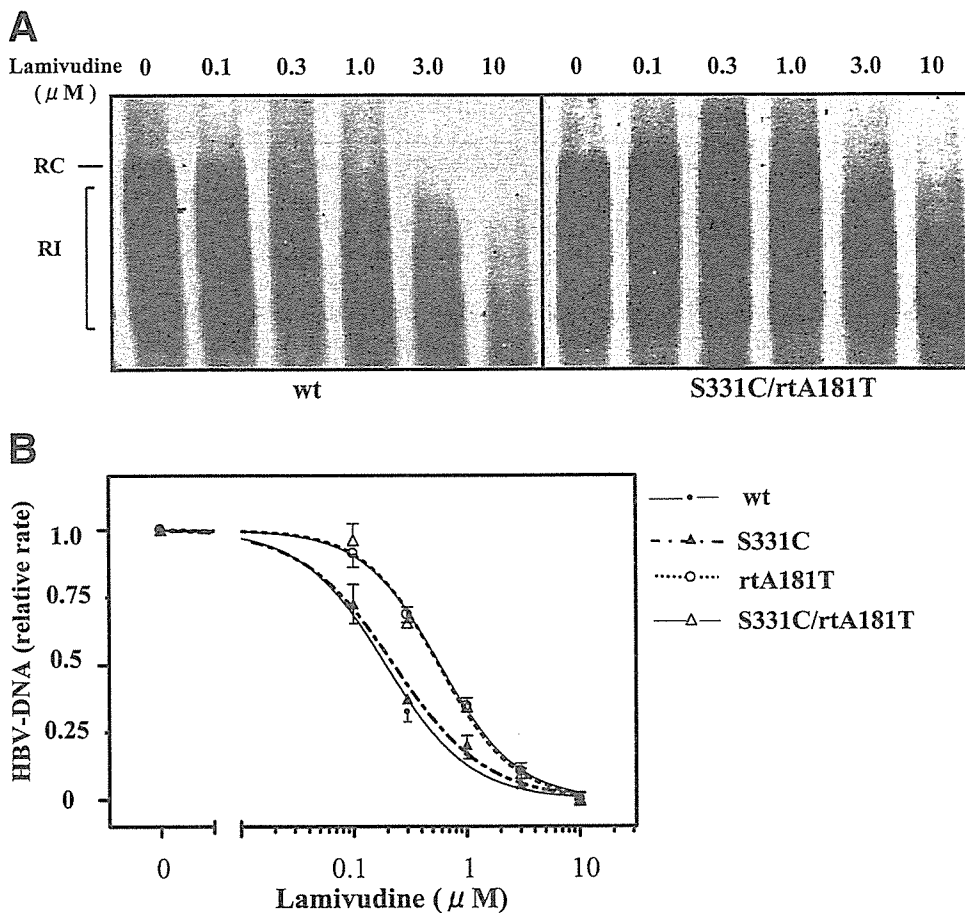 A
Lamivudine 0 0.1 0.3 1.0 3.0 10 0 0.1 0.3 1.0 3.0 10
(μM)
RC
RI
wt S331C/rtA181T
B
HBV-DNA (relative rate)
1.0
0.75
0.5
0.25
0
0 0.1 1 10
Lamivudine (μM)
wt
S331C
rtA181T
S331C/rtA181T